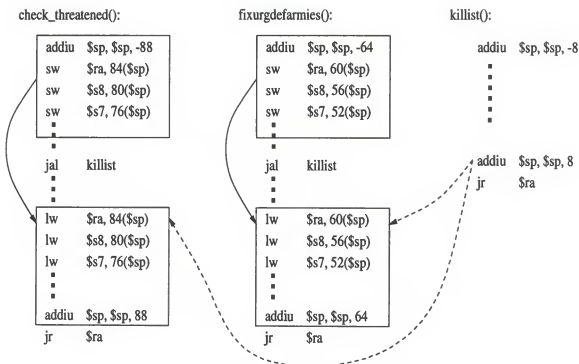 check_threatened():
addiu $sp, $sp, -88
sw $ra, 84($sp)
sw $s8, 80($sp)
sw $s7, 76($sp)
jal killist
lw $ra, 84($sp)
lw $s8, 80($sp)
lw $s7, 76($sp)
addiu $sp, $sp, 88
jr $ra
fixurgdefarmies():
addiu $sp, $sp, -64
sw $ra, 60($sp)
sw $s8, 56($sp)
sw $s7, 52($sp)
jal killist
lw $ra, 60($sp)
lw $s8, 56($sp)
lw $s7, 52($sp)
addiu $sp, $sp, 64
jr $ra
killist():
addiu $sp, $sp, -8
addiu $sp, $sp, 8
jr $ra